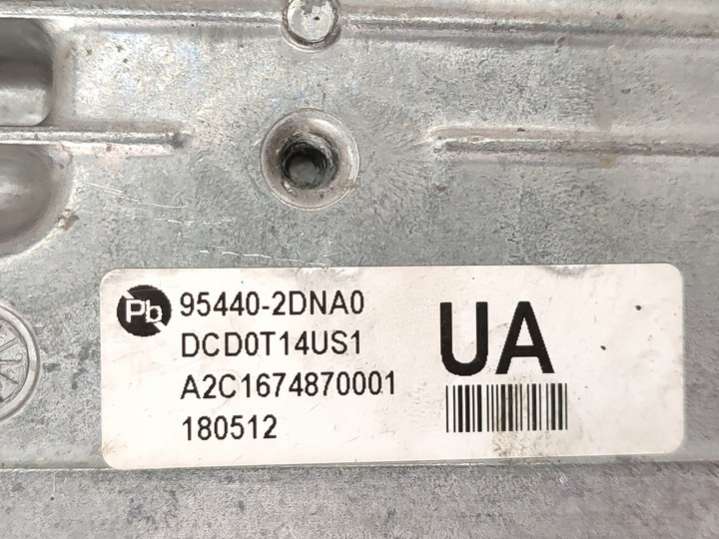 Pb
95440-2DNA0
DCD0T14US1
A2C1674870001
180512
UA